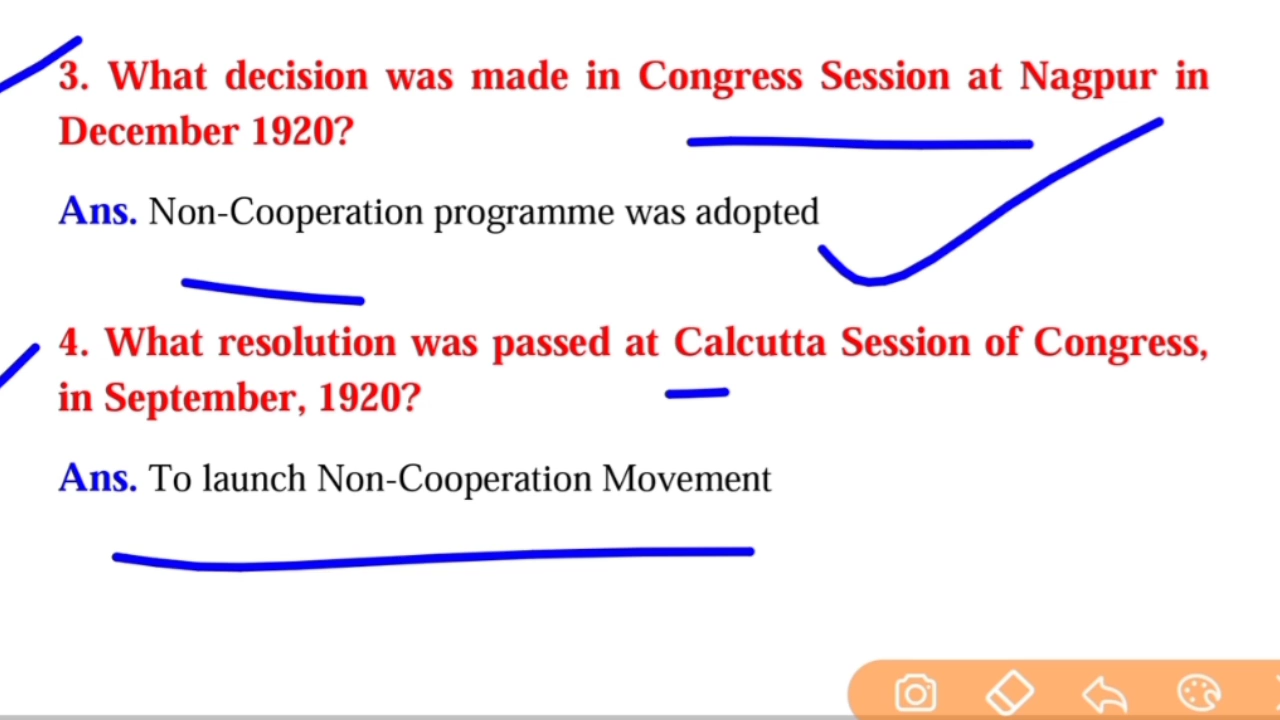 3. What decision was made in Congress Session at Nagpur in
December 1920?
Ans. Non-Cooperation programme was adopted
4. What resolution was passed at Calcutta Session of Congress,
in September, 1920?
Ans. To launch Non-Cooperation Movement